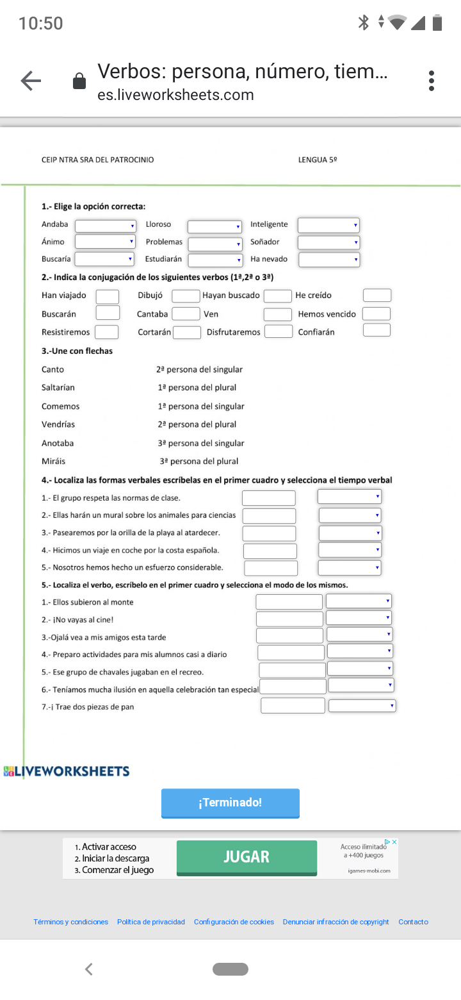 10:50
Verbos: persona, número, tiem...
es.liveworksheets.com
CEIP NTRA SRA DEL PATROCINIO LENGUA 5º
1.- Elige la opción correcta:
Andaba Lloroso Inteligente
Ánimo Problemas Soñador
Buscaría Estudiarán Ha nevado
2.- Indica la conjugación de los siguientes verbos (1ª,2ª o 3ª)
Han viajado Dibujó Hayan buscado He creído
Buscarán Cantaba Ven Hemos vencido
Resistiremos Cortarán Disfrutaremos Confiarán
3.-Une con flechas
Canto 2ª persona del singular
Saltarían 1ª persona del plural
Comemos 1ª persona del singular
Vendrías 2ª persona del plural
Anotaba 3ª persona del singular
Miráis 3ª persona del plural
4.- Localiza las formas verbales escríbelas en el primer cuadro y selecciona el tiempo verbal
1.- El grupo respeta las normas de clase.
2.- Ellas harán un mural sobre los animales para ciencias
3.- Pasearemos por la orilla de la playa al atardecer.
4.- Hicimos un viaje en coche por la costa española.
5.- Nosotros hemos hecho un esfuerzo considerable.
5.- Localiza el verbo, escríbelo en el primer cuadro y selecciona el modo de los mismos.
1.- Ellos subieron al monte
2.- ¡No vayas al cine!
3.-Ojalá vea a mis amigos esta tarde
4.- Preparo actividades para mis alumnos casi a diario
5.- Ese grupo de chavales jugaban en el recreo.
6.- Teníamos mucha ilusión en aquella celebración tan especial
7.-¡ Trae dos piezas de pan
LIVE LIVEWORKSHEETS
¡Terminado!
1. Activar acceso
2. Iniciar la descarga
3. Comenzar el juego
JUGAR
Acceso ilimitado
a +400 juegos
igames-mobi.com
Términos y condiciones Política de privacidad Configuración de cookies Denunciar infracción de copyright Contacto